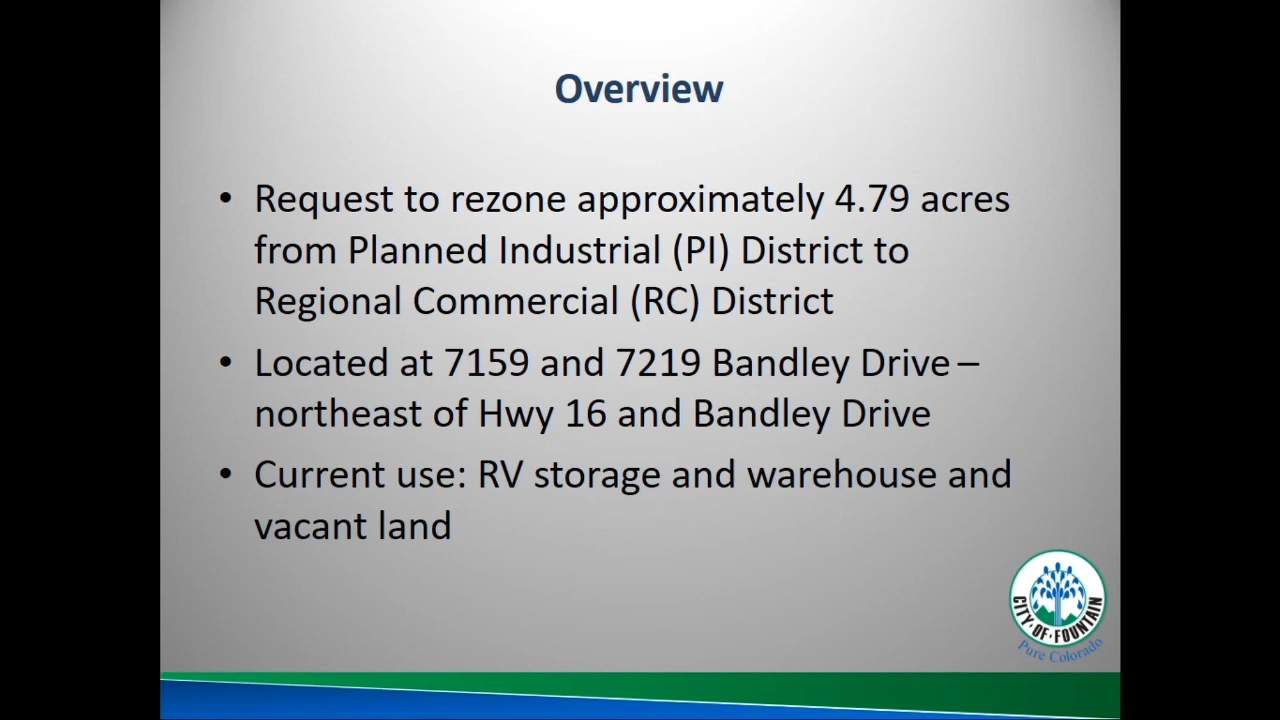 Overview
• Request to rezone approximately 4.79 acres
from Planned Industrial (PI) District to
Regional Commercial (RC) District
• Located at 7159 and 7219 Bandley Drive –
northeast of Hwy 16 and Bandley Drive
• Current use: RV storage and warehouse and
vacant land
CITY•OF•FOUNTAIN
Pure Colorado